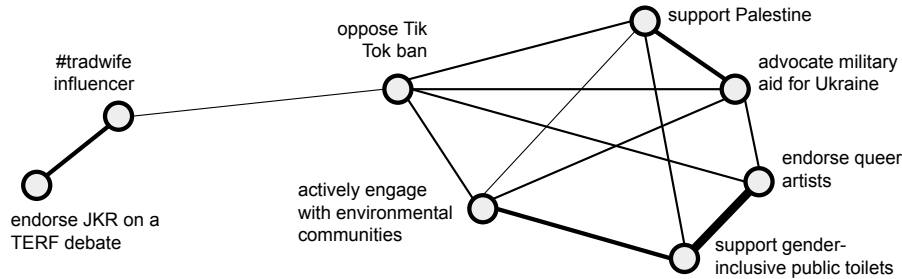 support Palestine
oppose Tik
Tok ban
#tradwife
influencer
advocate military
aid for Ukraine
endorse queer
artists
actively engage
with environmental
communities
endorse JKR on a
TERF debate
support gender-
inclusive public toilets